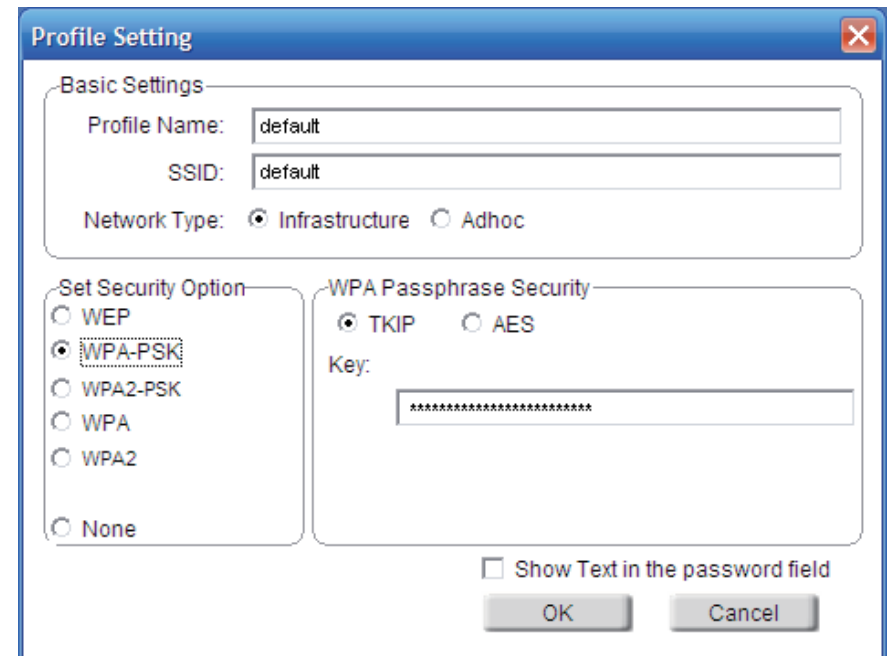 Profile Setting
Basic Settings
Profile Name: default
SSID: default
Network Type: Infrastructure Adhoc
Set Security Option
WEP
WPA-PSK
WPA2-PSK
WPA
WPA2
None
WPA Passphrase Security
TKIP AES
Key:
*************************
Show Text in the password field
OK Cancel